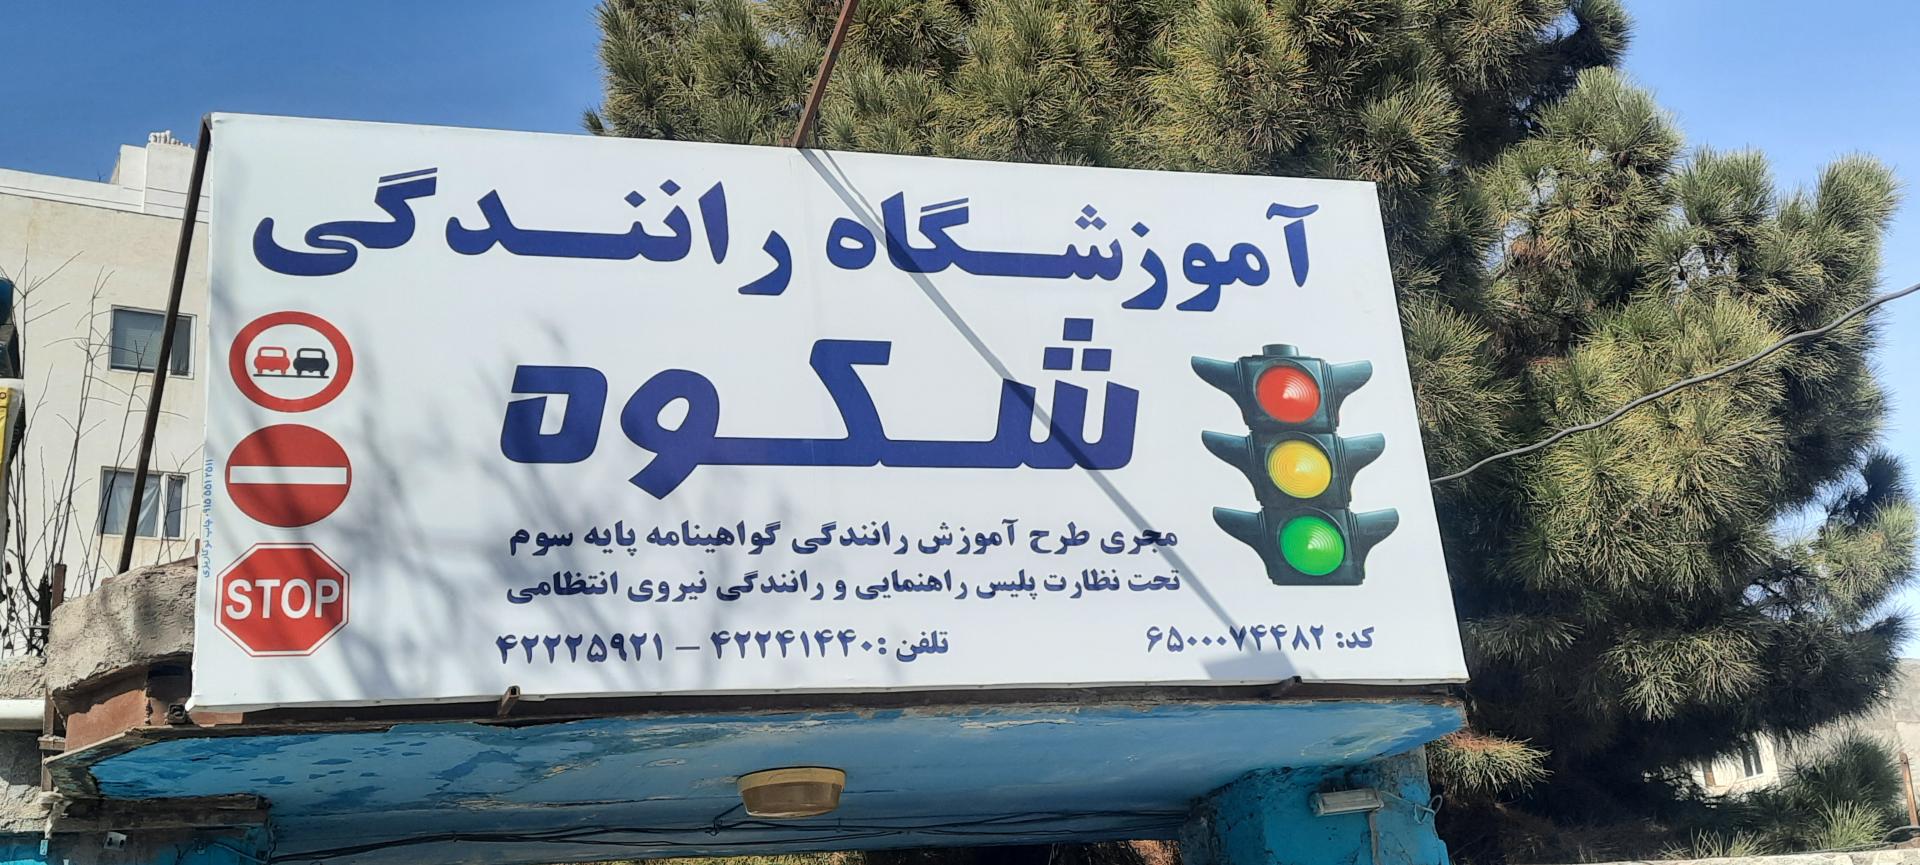 آموزشگاه رانندگی
شکوه
مجری طرح آموزش رانندگی گواهینامه پایه سوم
تحت نظارت پلیس راهنمایی و رانندگی نیروی انتظامی
کد: ۶۵۰۰۰۷۴۴۸۲
تلفن: ۴۲۲۴۱۴۴۰ – ۴۲۲۲۵۹۲۱
STOP